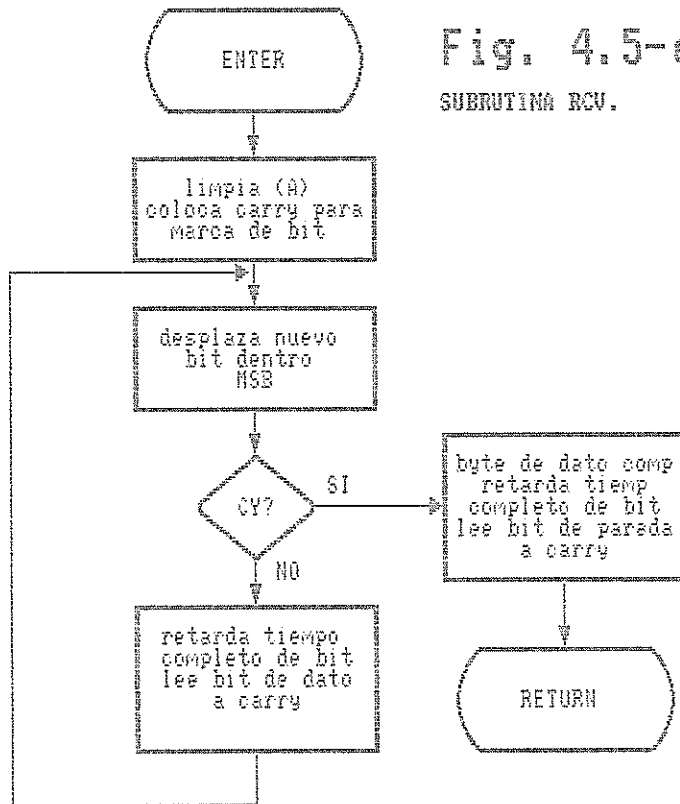 ENTER
Fig. 4.5-
SUBRUTINA RCV.
limpia (A)
coloca carry para
marca de bit
desplaza nuevo
bit dentro
MSB
CY?
SI
NO
byte de dato comp
retarda tiemp
completo de bit
lee bit de parada
a carry
retarda tiempo
completo de bit
lee bit de dato
a carry
RETURN